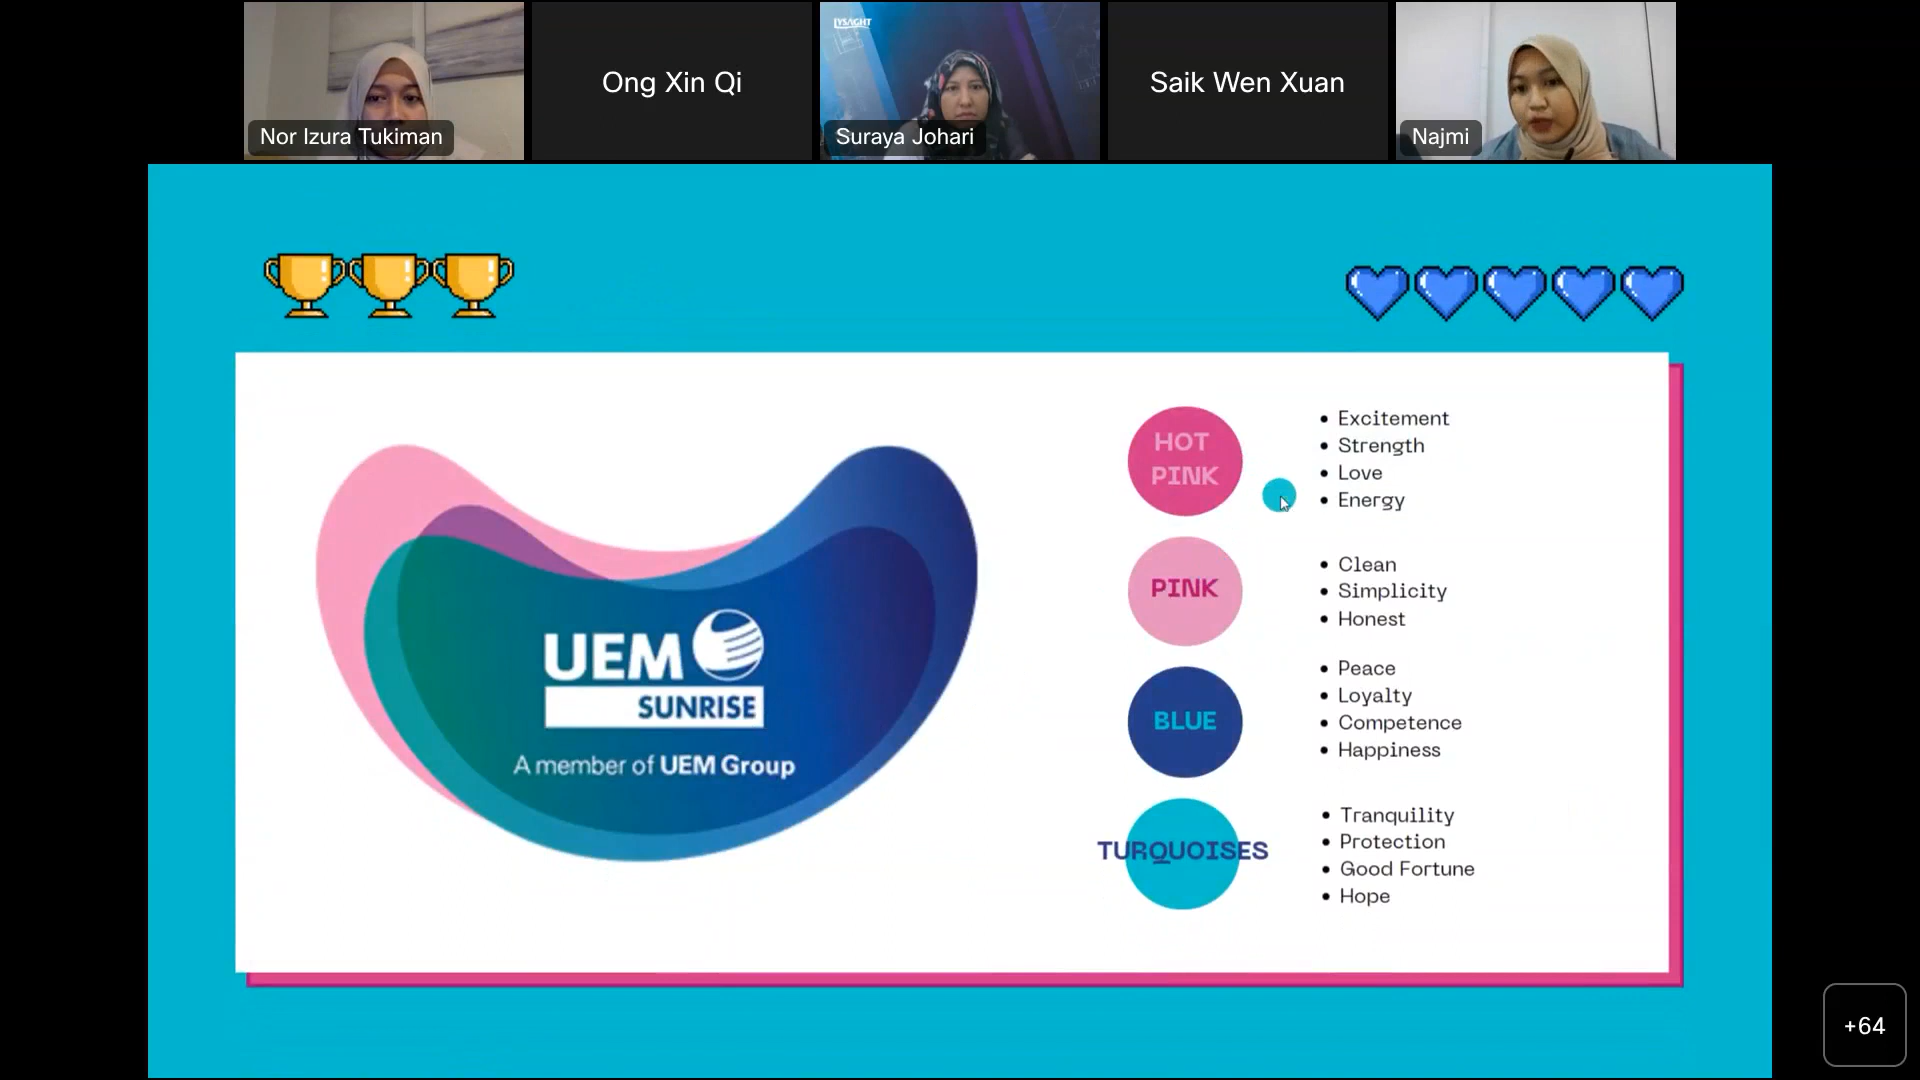 LYSAGHT
Nor Izura Tukiman
Ong Xin Qi
Suraya Johari
Saik Wen Xuan
Najmi
UEM
SUNRISE
A member of UEM Group
HOT
PINK
• Excitement
• Strength
• Love
• Energy
PINK
• Clean
• Simplicity
• Honest
BLUE
• Peace
• Loyalty
• Competence
• Happiness
TURQUOISES
• Tranquility
• Protection
• Good Fortune
• Hope
+64